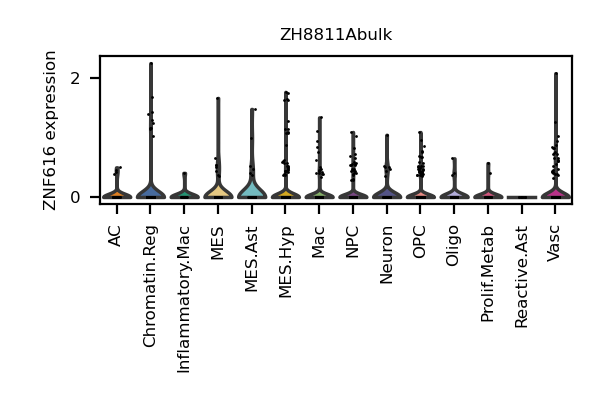 ZH8811Abulk
ZNF616 expression
2
0
AC
Chromatin.Reg
Inflammatory.Mac
MES
MES.Ast
MES.Hyp
Mac
NPC
Neuron
OPC
Oligo
Prolif.Metab
Reactive.Ast
Vasc